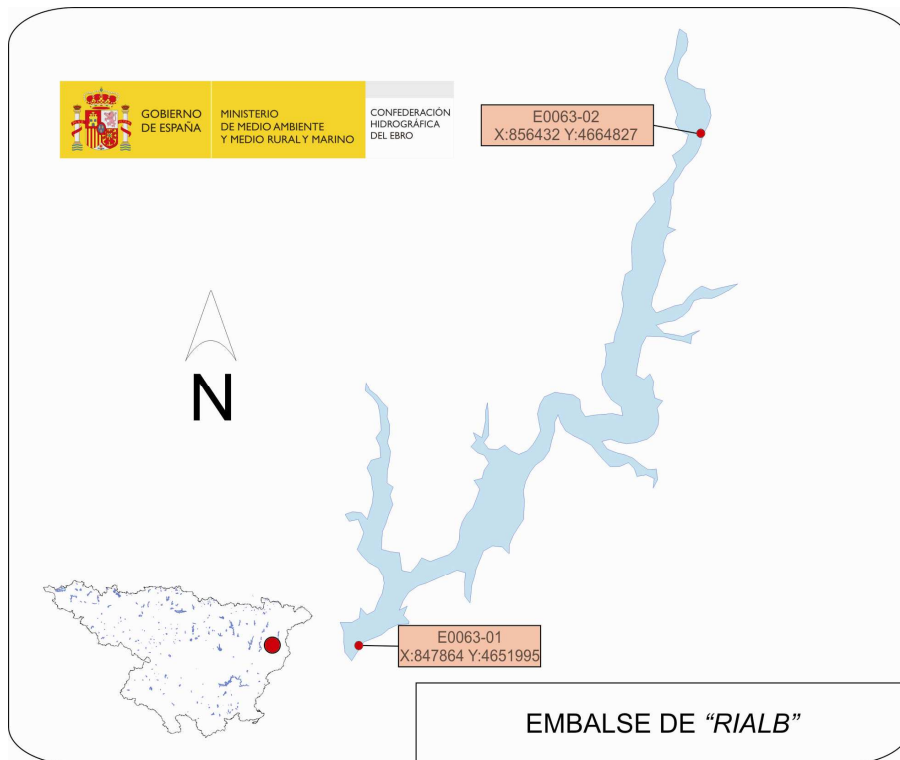 GOBIERNO
DE ESPAÑA
MINISTERIO
DE MEDIO AMBIENTE
Y MEDIO RURAL Y MARINO
CONFEDERACIÓN
HIDROGRÁFICA
DEL EBRO
E0063-02
X:856432 Y:4664827
N
E0063-01
X:847864 Y:4651995
EMBALSE DE "RIALB"